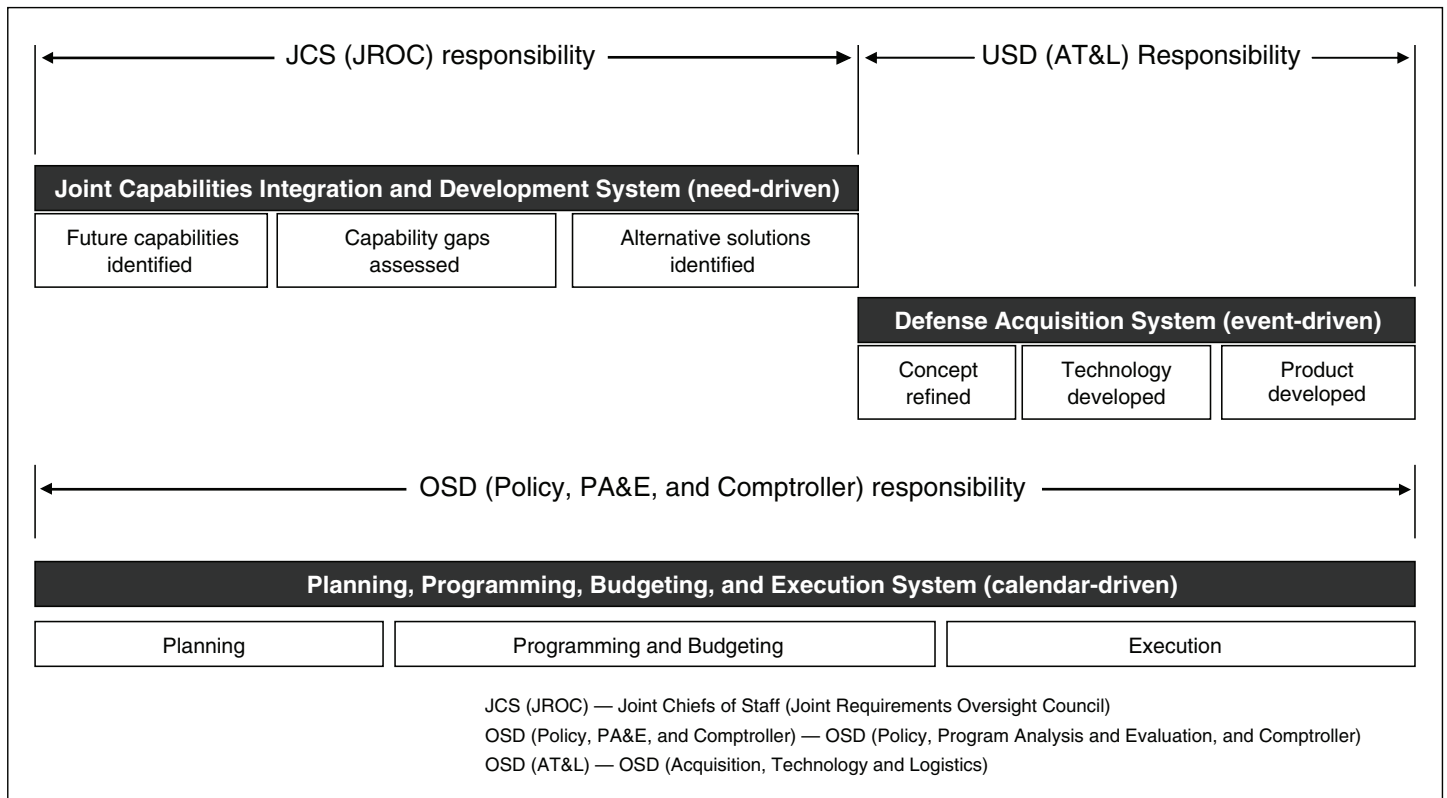 JCS (JROC) responsibility
USD (AT&L) Responsibility
Joint Capabilities Integration and Development System (need-driven)
Future capabilities
identified
Capability gaps
assessed
Alternative solutions
identified
Defense Acquisition System (event-driven)
Concept
refined
Technology
developed
Product
developed
OSD (Policy, PA&E, and Comptroller) responsibility
Planning, Programming, Budgeting, and Execution System (calendar-driven)
Planning
Programming and Budgeting
Execution
JCS (JROC) — Joint Chiefs of Staff (Joint Requirements Oversight Council)
OSD (Policy, PA&E, and Comptroller) — OSD (Policy, Program Analysis and Evaluation, and Comptroller)
OSD (AT&L) — OSD (Acquisition, Technology and Logistics)